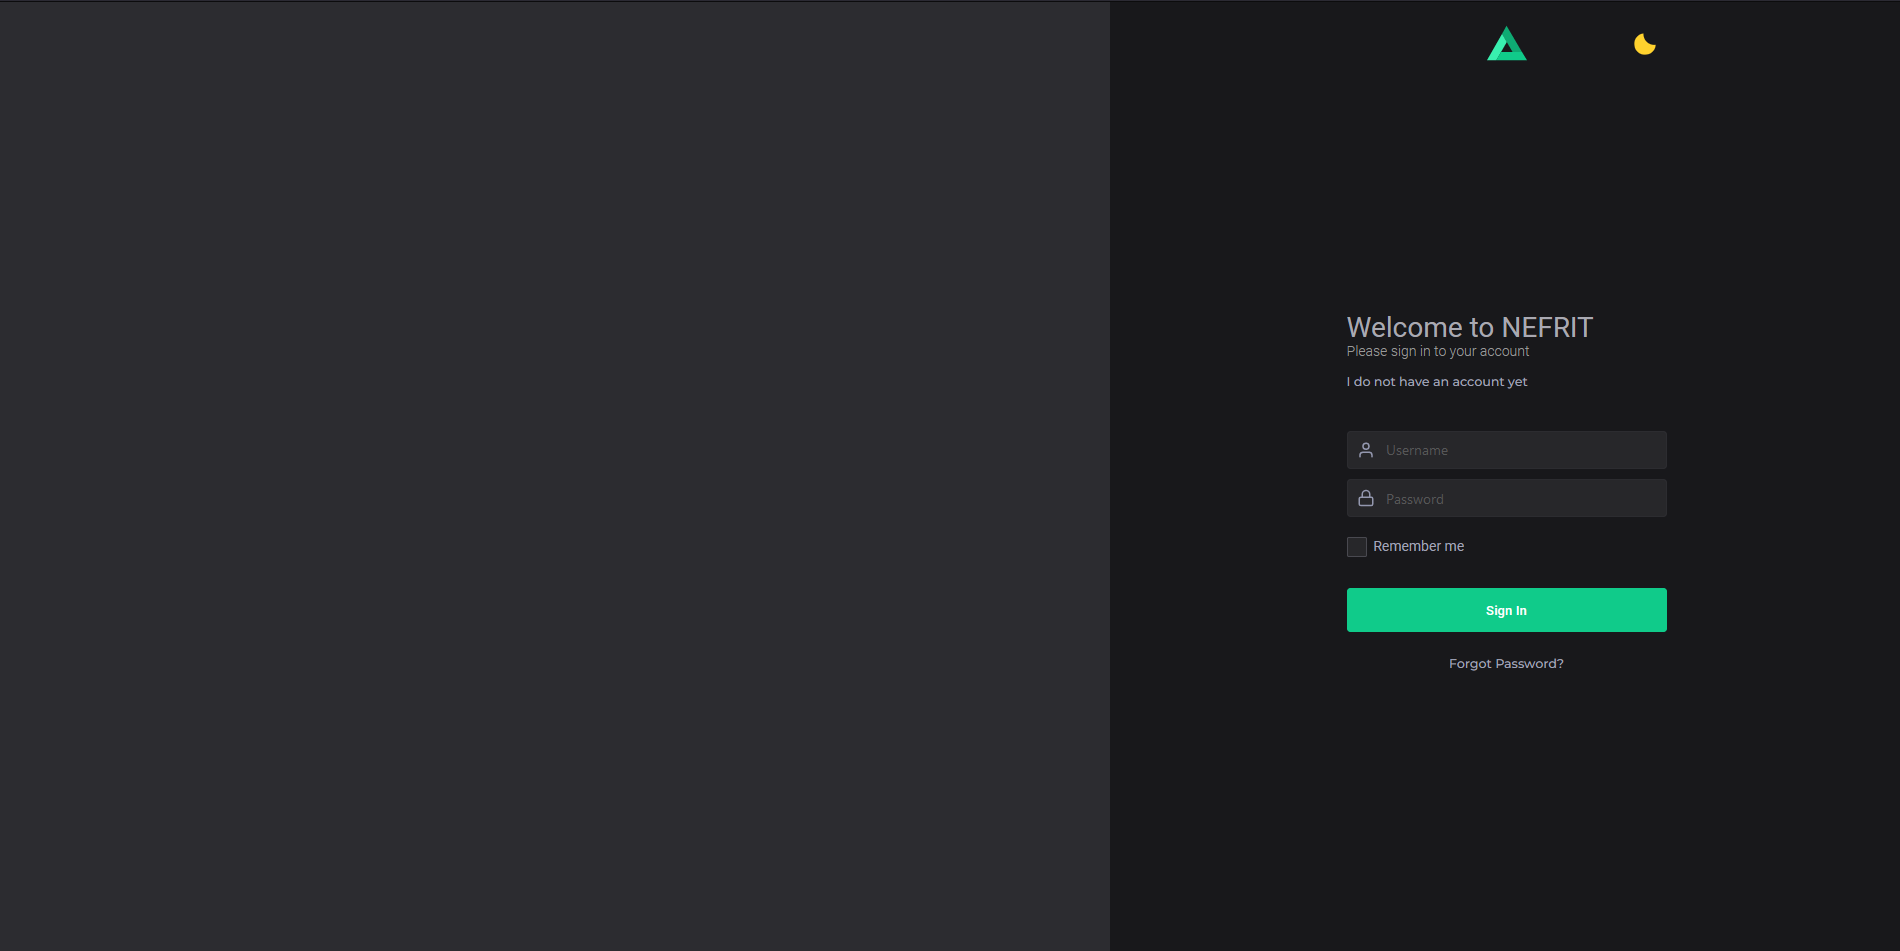 Welcome to NEFRIT
Please sign in to your account
I do not have an account yet
Username
Password
Remember me
Sign In
Forgot Password?